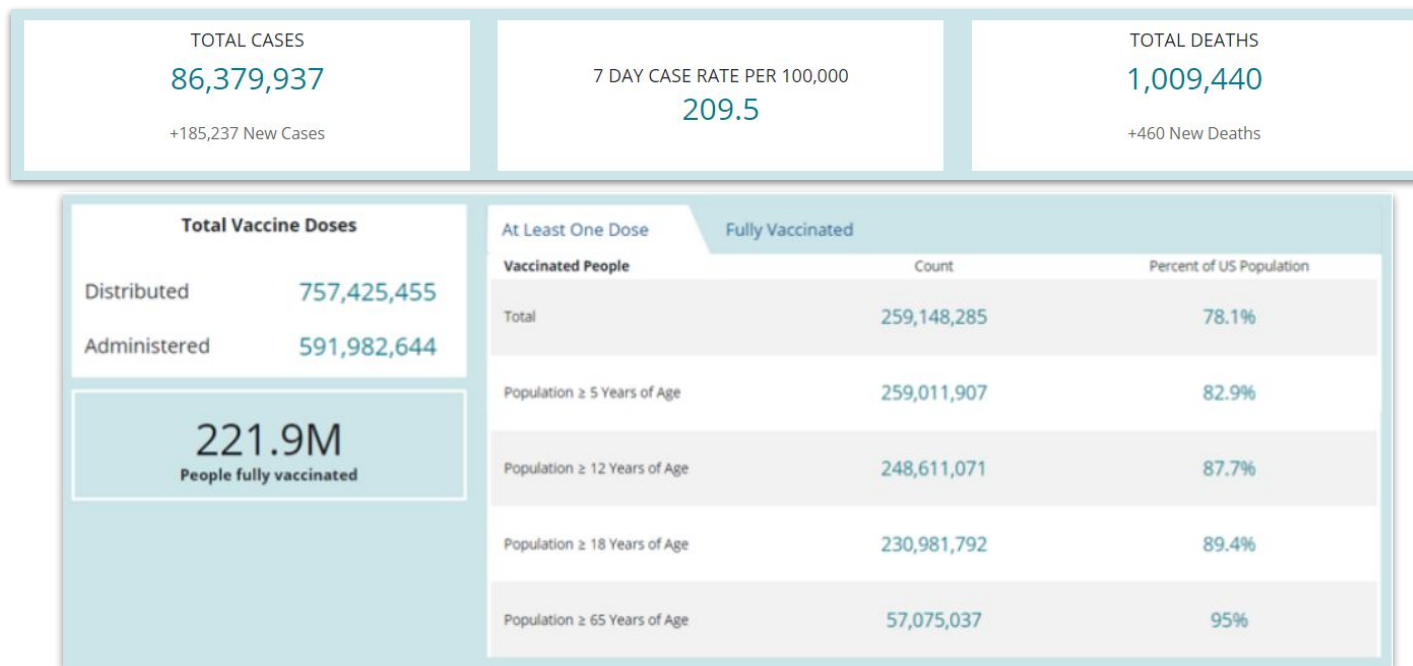 TOTAL CASES
86,379,937
+185,237 New Cases
7 DAY CASE RATE PER 100,000
209.5
TOTAL DEATHS
1,009,440
+460 New Deaths
Total Vaccine Doses
Distributed 757,425,455
Administered 591,982,644
221.9M
People fully vaccinated
At Least One Dose Fully Vaccinated
Vaccinated People Count Percent of US Population
Total 259,148,285 78.1%
Population ≥ 5 Years of Age 259,011,907 82.9%
Population ≥ 12 Years of Age 248,611,071 87.7%
Population ≥ 18 Years of Age 230,981,792 89.4%
Population ≥ 65 Years of Age 57,075,037 95%